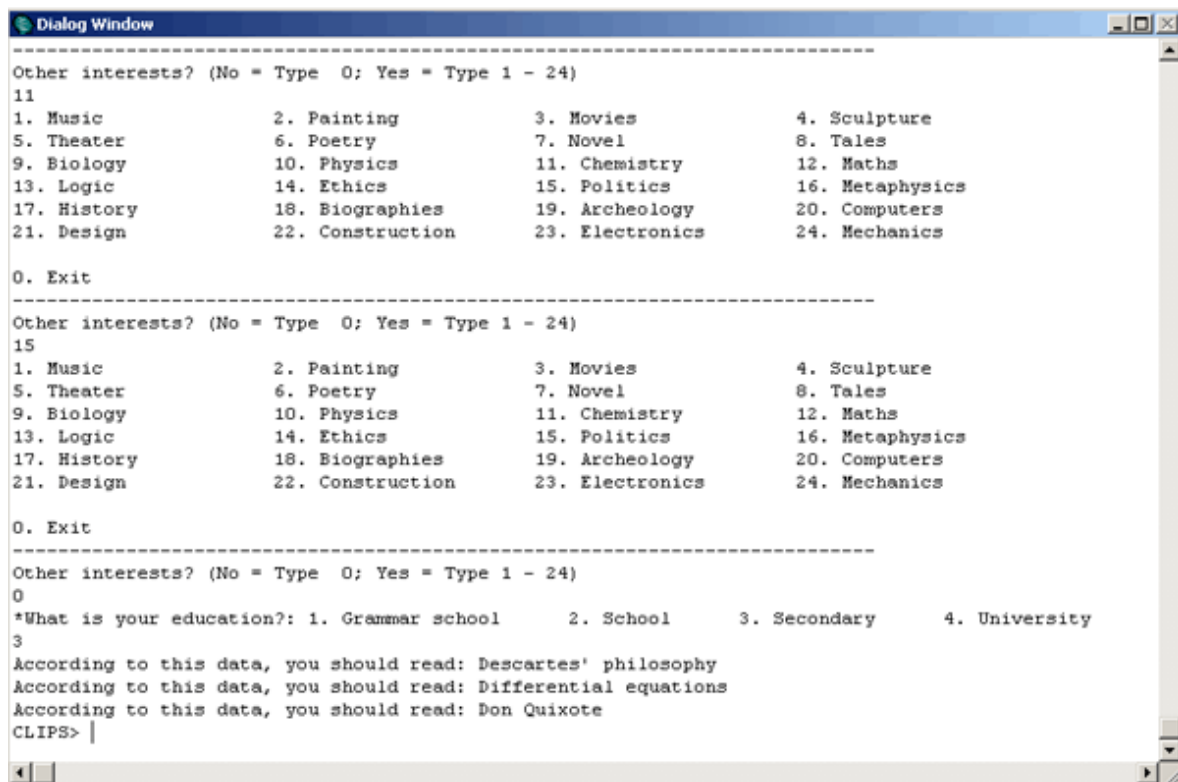 Dialog Window
--------------------------------------------------------------------------------
Other interests? (No = Type  0; Yes = Type 1 - 24)
11
1. Music 2. Painting 3. Movies 4. Sculpture
5. Theater 6. Poetry 7. Novel 8. Tales
9. Biology 10. Physics 11. Chemistry 12. Maths
13. Logic 14. Ethics 15. Politics 16. Metaphysics
17. History 18. Biographies 19. Archeology 20. Computers
21. Design 22. Construction 23. Electronics 24. Mechanics
0. Exit
--------------------------------------------------------------------------------
Other interests? (No = Type  0; Yes = Type 1 - 24)
15
1. Music 2. Painting 3. Movies 4. Sculpture
5. Theater 6. Poetry 7. Novel 8. Tales
9. Biology 10. Physics 11. Chemistry 12. Maths
13. Logic 14. Ethics 15. Politics 16. Metaphysics
17. History 18. Biographies 19. Archeology 20. Computers
21. Design 22. Construction 23. Electronics 24. Mechanics
0. Exit
--------------------------------------------------------------------------------
Other interests? (No = Type  0; Yes = Type 1 - 24)
0
*What is your education?: 1. Grammar school 2. School 3. Secondary 4. University
3
According to this data, you should read: Descartes' philosophy
According to this data, you should read: Differential equations
According to this data, you should read: Don Quixote
CLIPS>